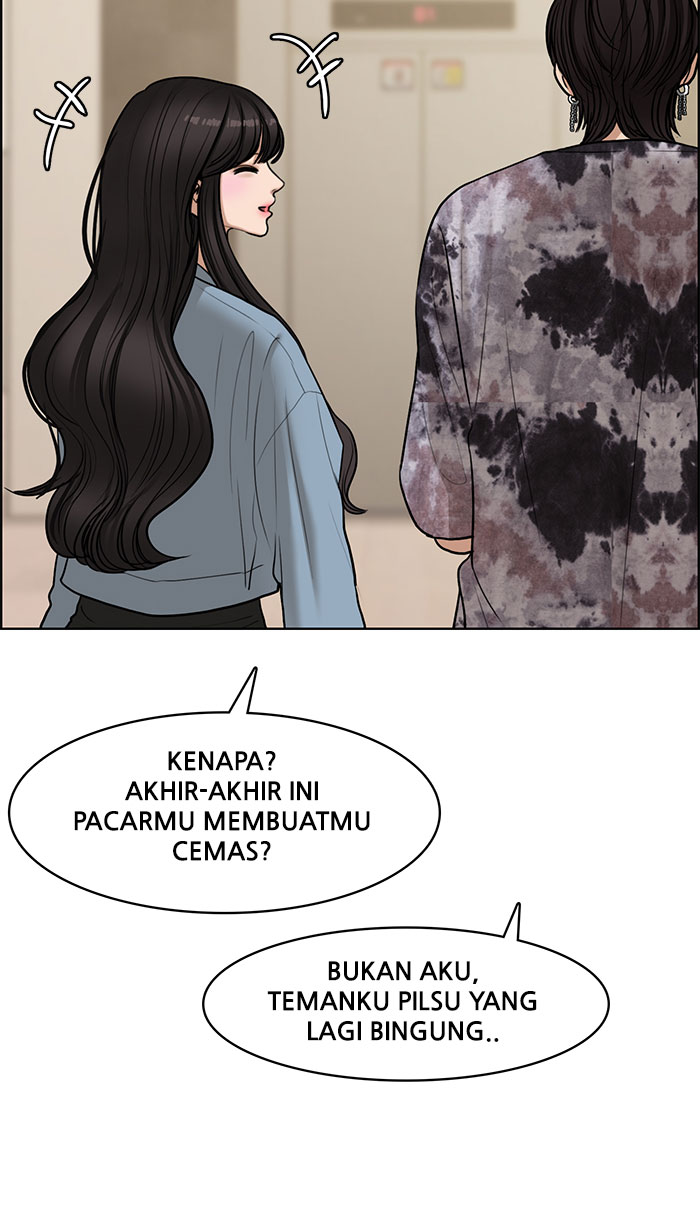 KENAPA?
AKHIR-AKHIR INI
PACARMU MEMBUATMU
CEMAS?
BUKAN AKU,
TEMANKU PILSU YANG
LAGI BINGUNG..